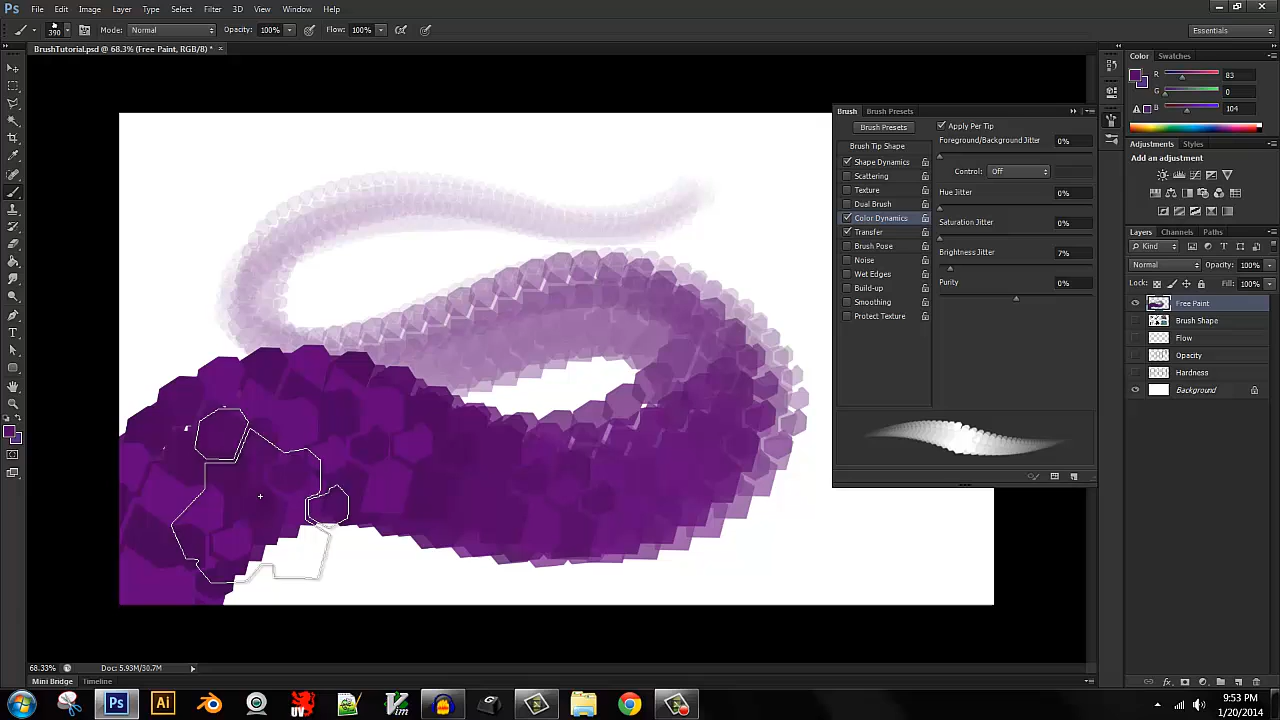 Ps File Edit Image Layer Type Select Filter 3D View Window Help
390 Mode: Normal Opacity: 100% Flow: 100% Essentials
BrushTutorial.psd @ 68.3% (Free Paint, RGB/8) * ×
Color Swatches
R 83
G 0
B 104
Brush Brush Presets
Brush Presets
Brush Tip Shape
Shape Dynamics
Scattering
Texture
Dual Brush
Color Dynamics
Transfer
Brush Pose
Noise
Wet Edges
Build-up
Smoothing
Protect Texture
Apply Per Tip
Foreground/Background Jitter 0%
Control: Off
Hue Jitter 0%
Saturation Jitter 0%
Brightness Jitter 7%
Purity 0%
Adjustments Styles
Add an adjustment
Layers Channels Paths
Kind
Normal Opacity: 100%
Lock: Fill: 100%
Free Paint
Brush Shape
Flow
Opacity
Hardness
Background
68.33% Doc: 5.93M/30.7M
Mini Bridge Timeline
Ps Ai UV Vim
9:53 PM
1/20/2014